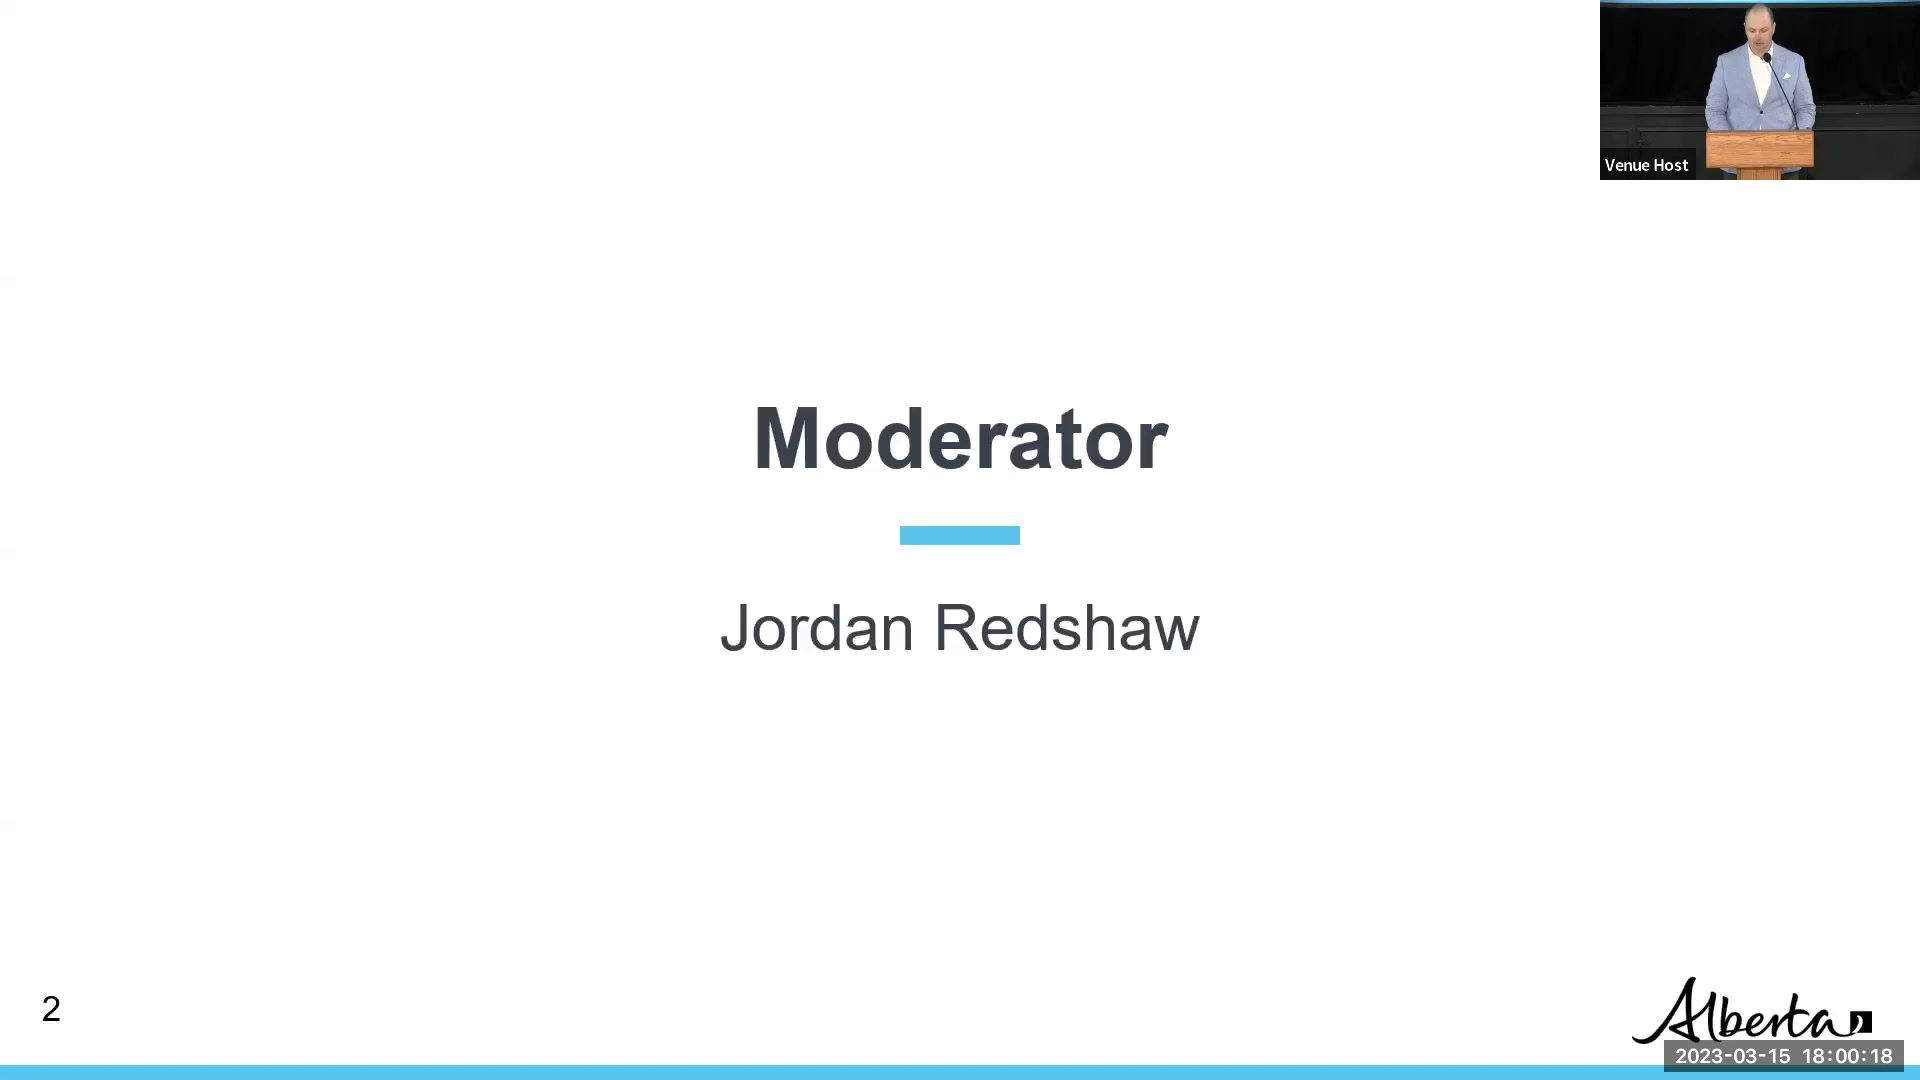 Venue Host
Moderator
Jordan Redshaw
2
Alberta
2023-03-15 18:00:18